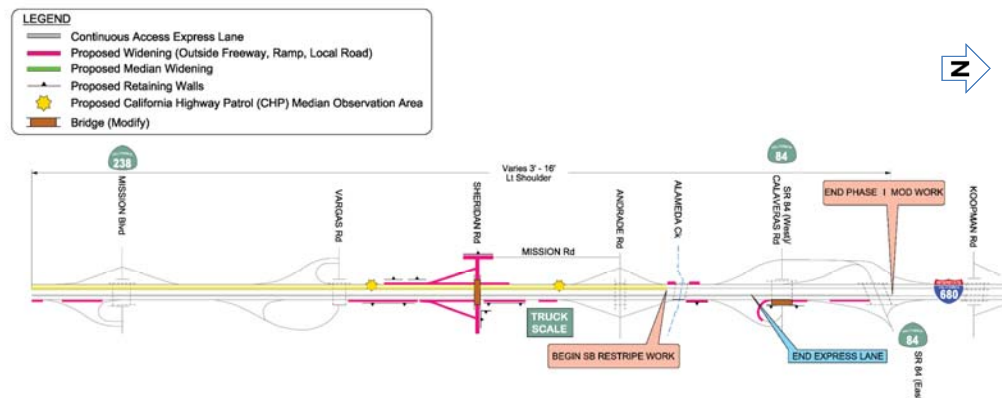 LEGEND
Continuous Access Express Lane
Proposed Widening (Outside Freeway, Ramp, Local Road)
Proposed Median Widening
Proposed Retaining Walls
Proposed California Highway Patrol (CHP) Median Observation Area
Bridge (Modify)
N
238
84
Varies 3' - 16'
Lt Shoulder
MISSION Blvd
VARGAS Rd
SHERIDAN Rd
MISSION Rd
ANDRADE Rd
ALAMEDA Ck
SR 84 (West)/
CALAVERAS Rd
END PHASE I MOD WORK
KOOPMAN Rd
680
TRUCK
SCALE
BEGIN SB RESTRIPE WORK
END EXPRESS LANE
84
SR 84 (East